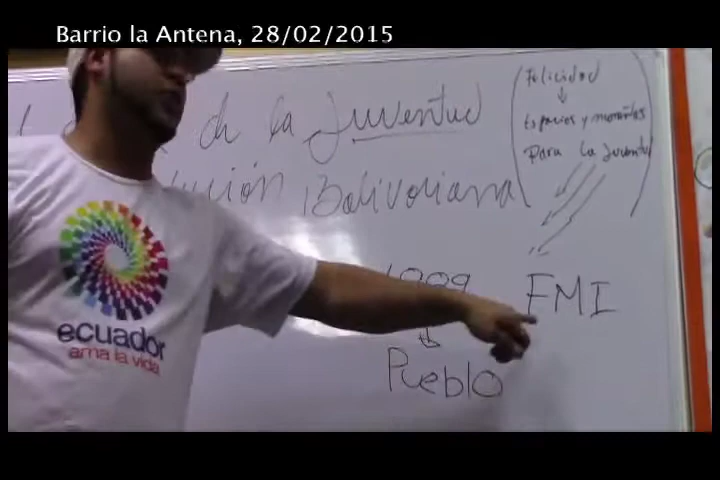 Barrio la Antena, 28/02/2015
de la Juventud
Bolivariana
Felicidad
Espacios y momentos
Para la Juventud
1989
FMI
Pueblo
ecuador
ama la vida